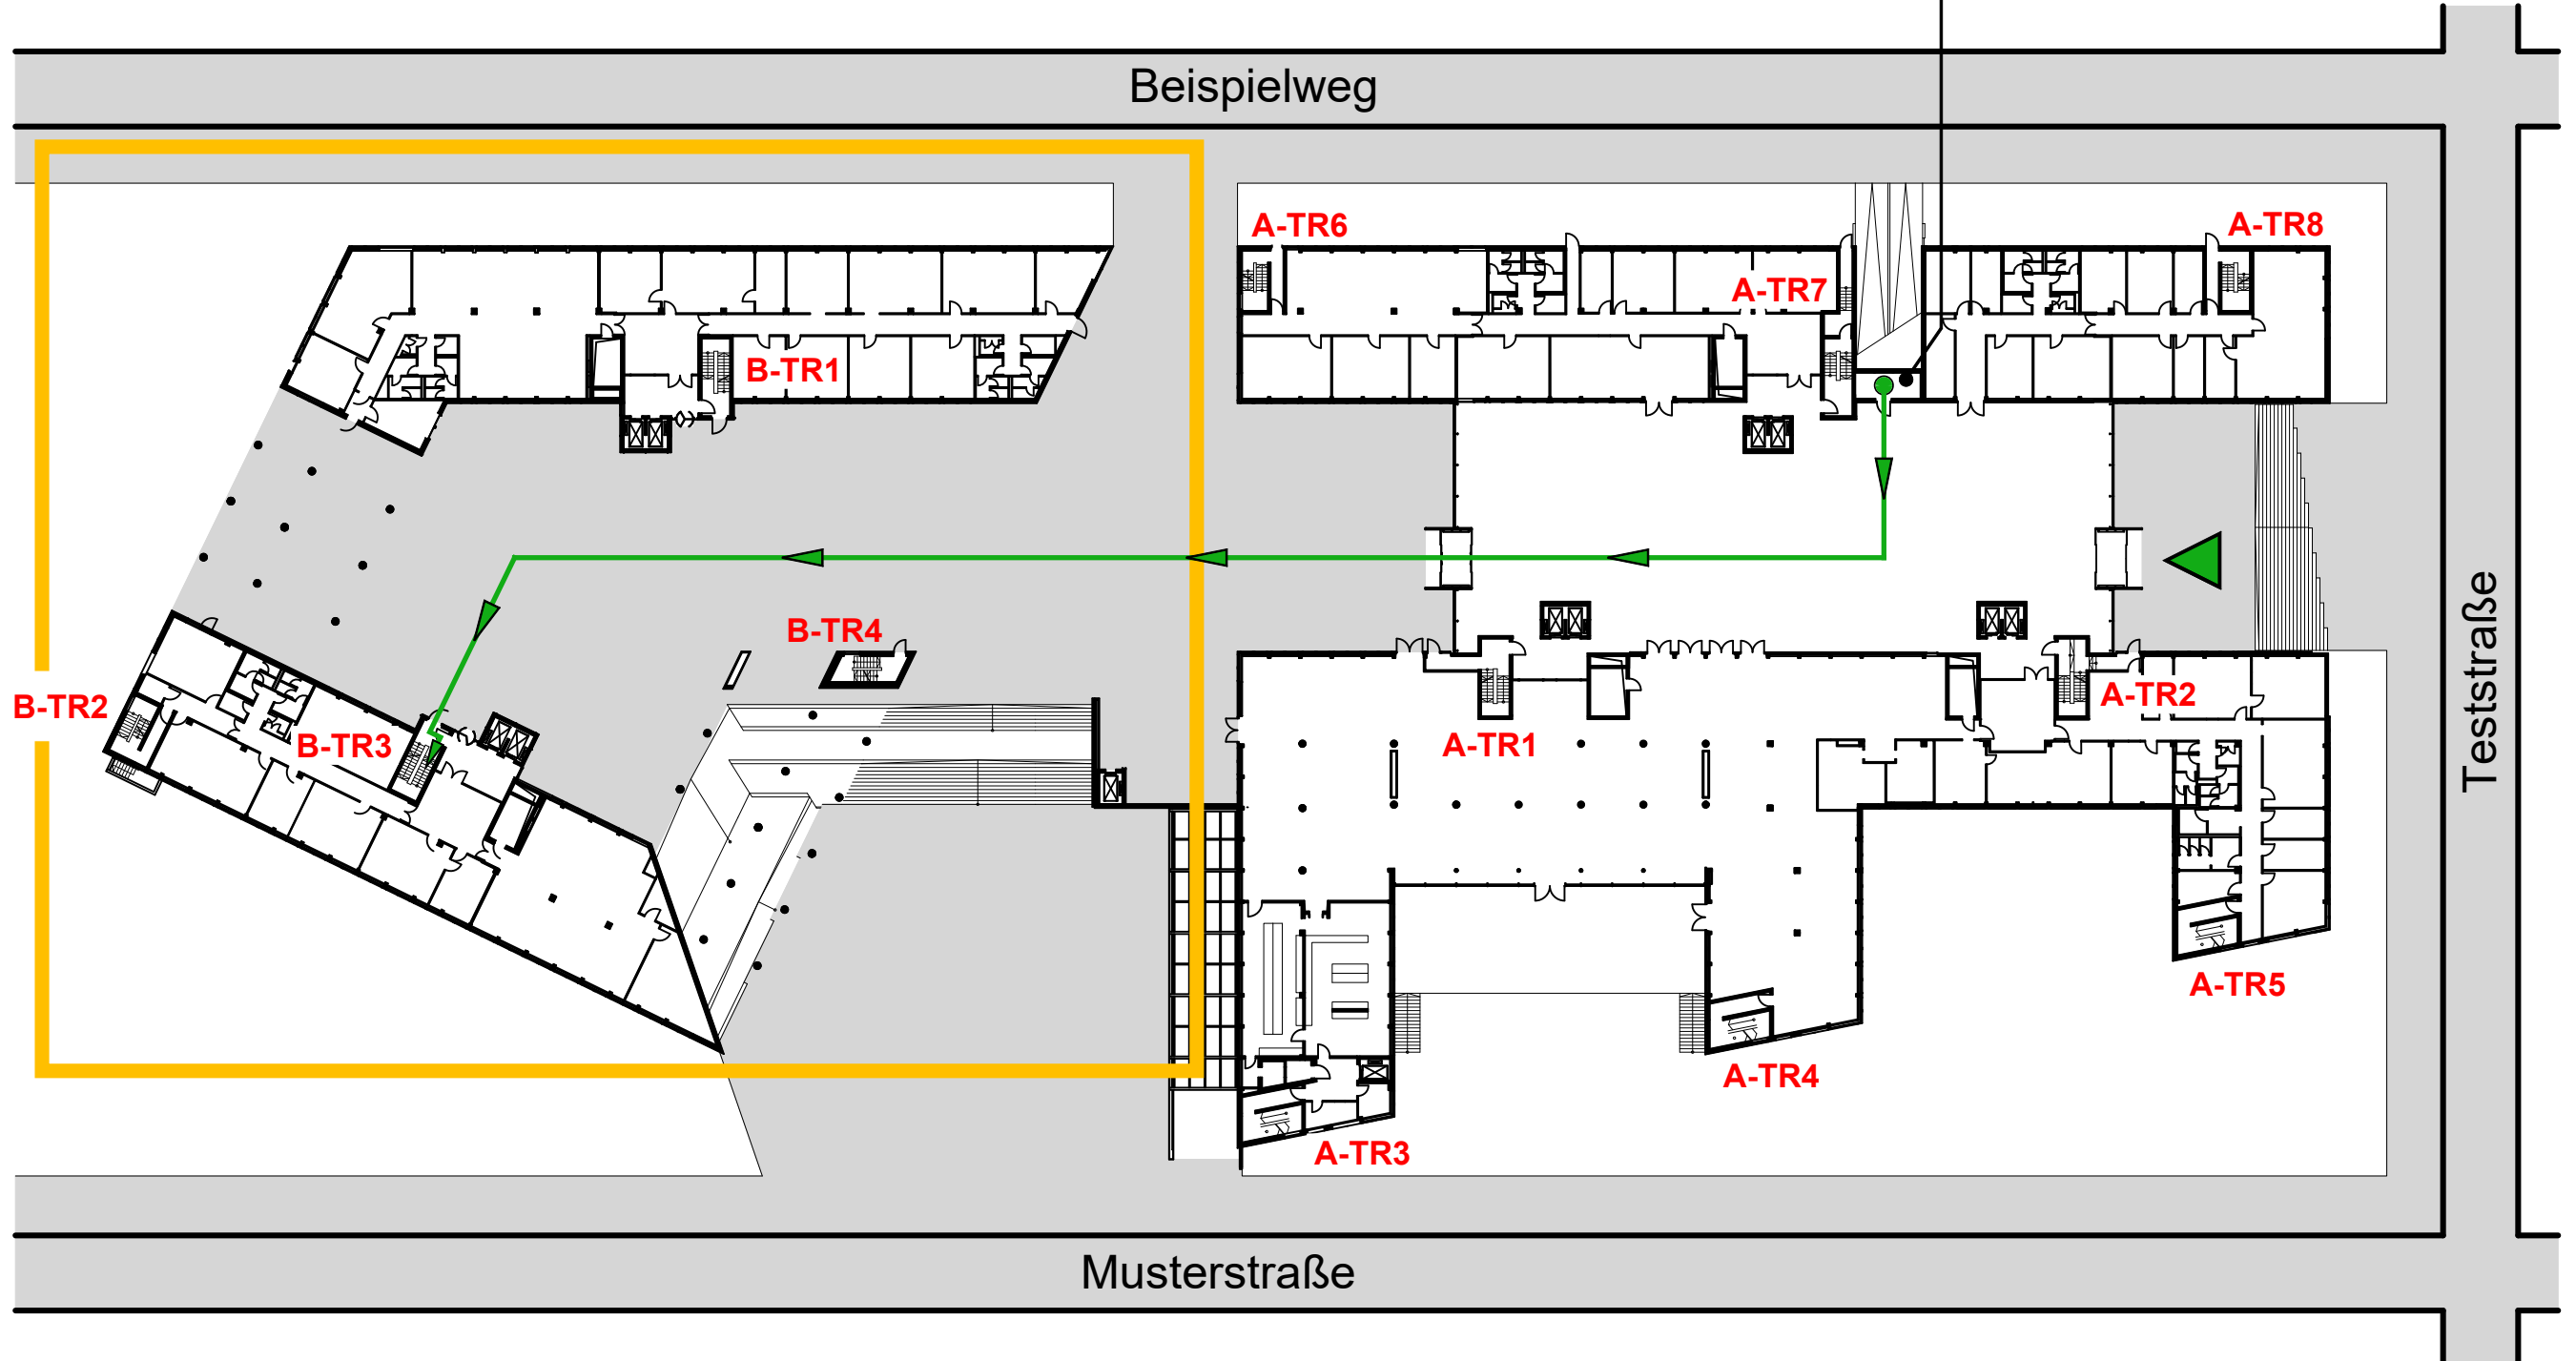 Beispielweg
A-TR6
A-TR8
A-TR7
B-TR1
B-TR4
Teststraße
B-TR2
B-TR3
A-TR1
A-TR2
A-TR5
A-TR4
A-TR3
Musterstraße